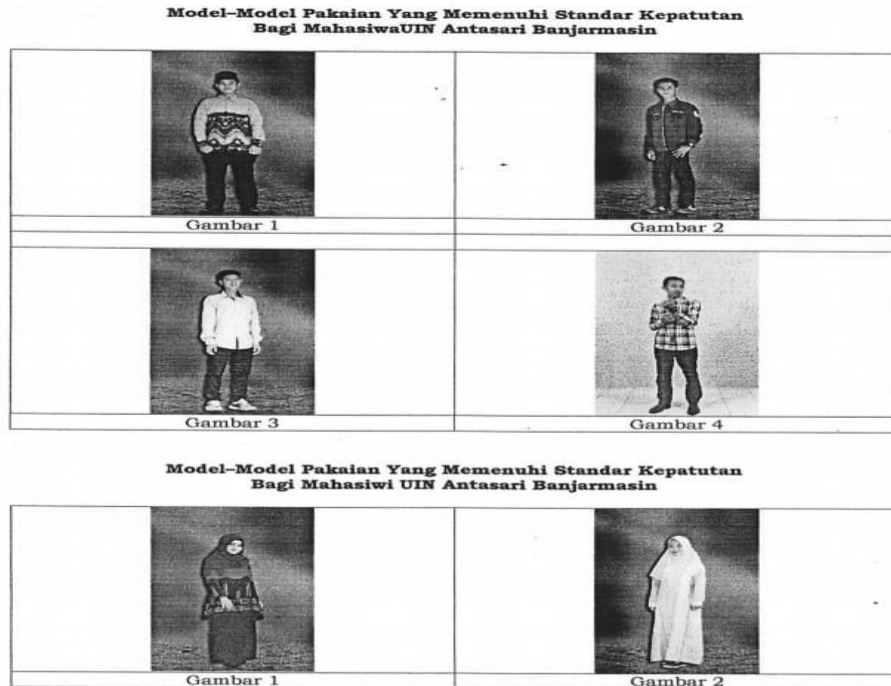 Model–Model Pakaian Yang Memenuhi Standar Kepatutan
Bagi MahasiwaUIN Antasari Banjarmasin
Gambar 1
Gambar 2
Gambar 3
Gambar 4
Model–Model Pakaian Yang Memenuhi Standar Kepatutan
Bagi Mahasiwi UIN Antasari Banjarmasin
Gambar 1
Gambar 2